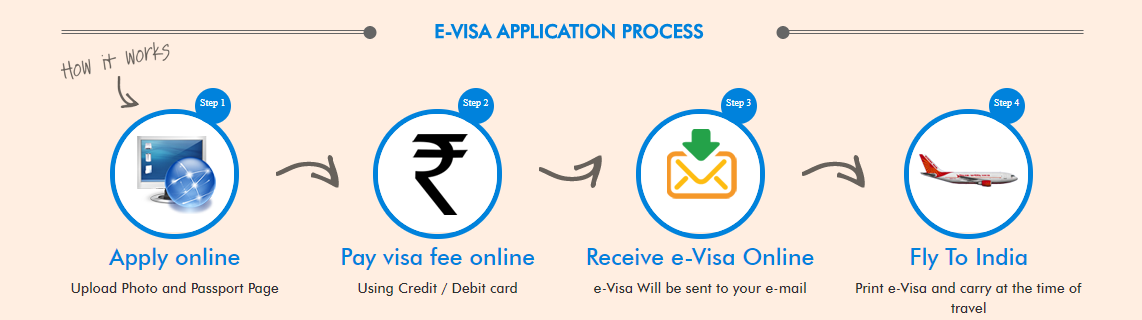 E-VISA APPLICATION PROCESS
How it works
Step 1
Step 2
Step 3
Step 4
Apply online
Pay visa fee online
Receive e-Visa Online
Fly To India
Upload Photo and Passport Page
Using Credit / Debit card
e-Visa Will be sent to your e-mail
Print e-Visa and carry at the time of
travel